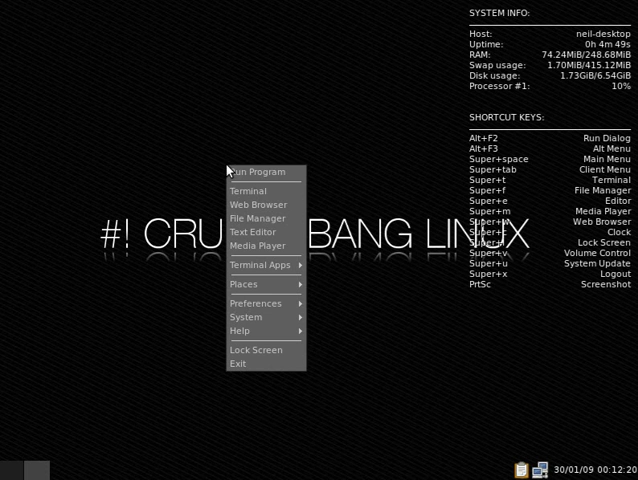 SYSTEM INFO:
Host: neil-desktop
Uptime: 0h 4m 49s
RAM: 74.24MiB/248.68MiB
Swap usage: 1.70MiB/415.12MiB
Disk usage: 1.73GiB/6.54GiB
Processor #1: 10%
SHORTCUT KEYS:
Alt+F2 Run Dialog
Alt+F3 Alt Menu
Super+space Main Menu
Super+tab Client Menu
Super+t Terminal
Super+f File Manager
Super+e Editor
Super+m Media Player
Web Browser
Clock
Lock Screen
Super+v Volume Control
Super+u System Update
Super+x Logout
PrtSc Screenshot
#! CRU BANG LINUX
un Program
Terminal
Web Browser
File Manager
Text Editor
Media Player
Terminal Apps
Places
Preferences
System
Help
Lock Screen
Exit
30/01/09 00:12:20